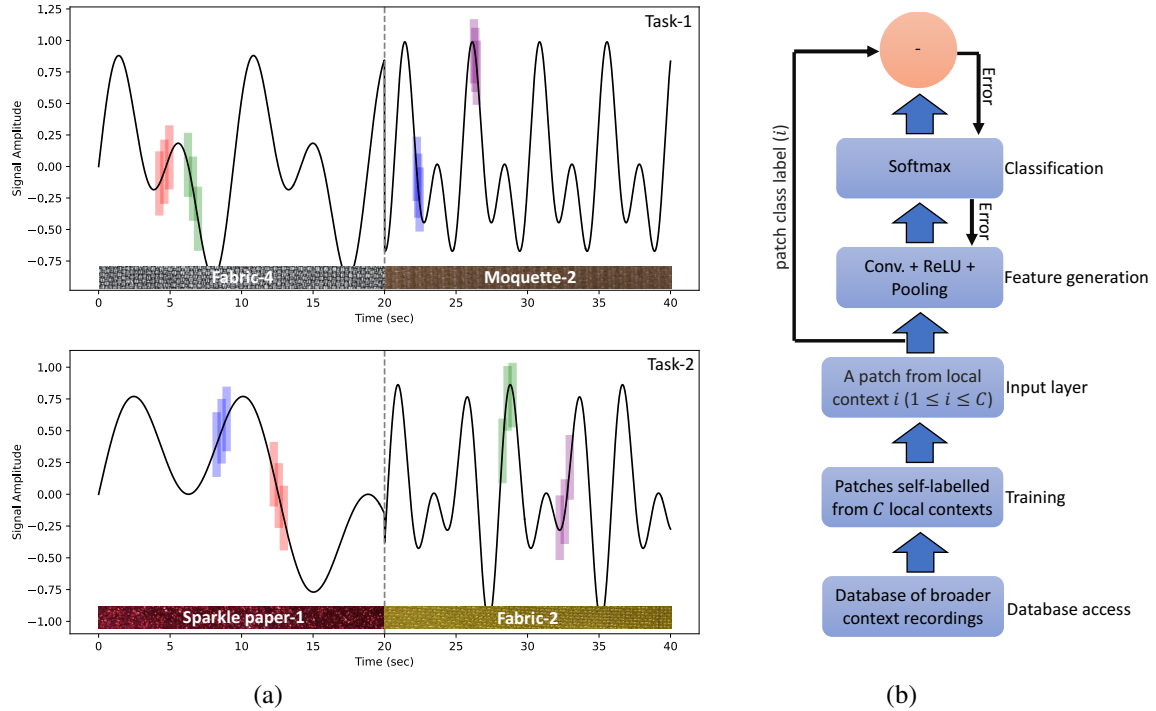 Task-1
1.25
1.00
0.75
0.50
0.25
0.00
−0.25
−0.50
−0.75
Signal Amplitude
Fabric-4
Moquette-2
0 5 10 15 20 25 30 35 40
Time (sec)
Task-2
1.00
0.75
0.50
0.25
0.00
−0.25
−0.50
−0.75
−1.00
Signal Amplitude
Sparkle paper-1
Fabric-2
0 5 10 15 20 25 30 35 40
Time (sec)
(a)
-
Error
patch class label (i)
Softmax
Classification
Error
Conv. + ReLU +
Pooling
Feature generation
A patch from local
context i (1 ≤ i ≤ C)
Input layer
Patches self-labelled
from C local contexts
Training
Database of broader
context recordings
Database access
(b)